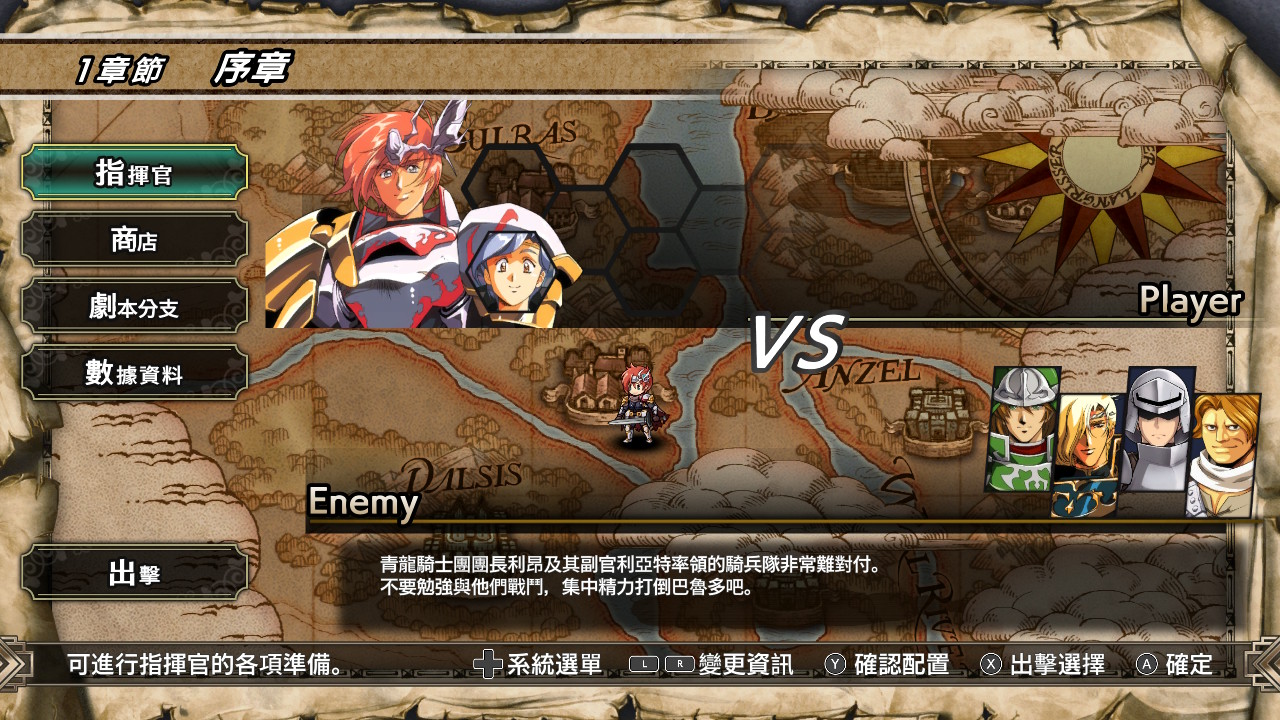 1章節 序章
指揮官
商店
劇本分支
數據資料
出擊
LANGRISSER
Player
VS
ANZEL
DALSIS
Enemy
青龍騎士團團長利昂及其副官利亞特率領的騎兵隊非常難對付。
不要勉強與他們戰鬥，集中精力打倒巴魯多吧。
可進行指揮官的各項準備。 系統選單 L R 變更資訊 Y 確認配置 X 出擊選擇 A 確定